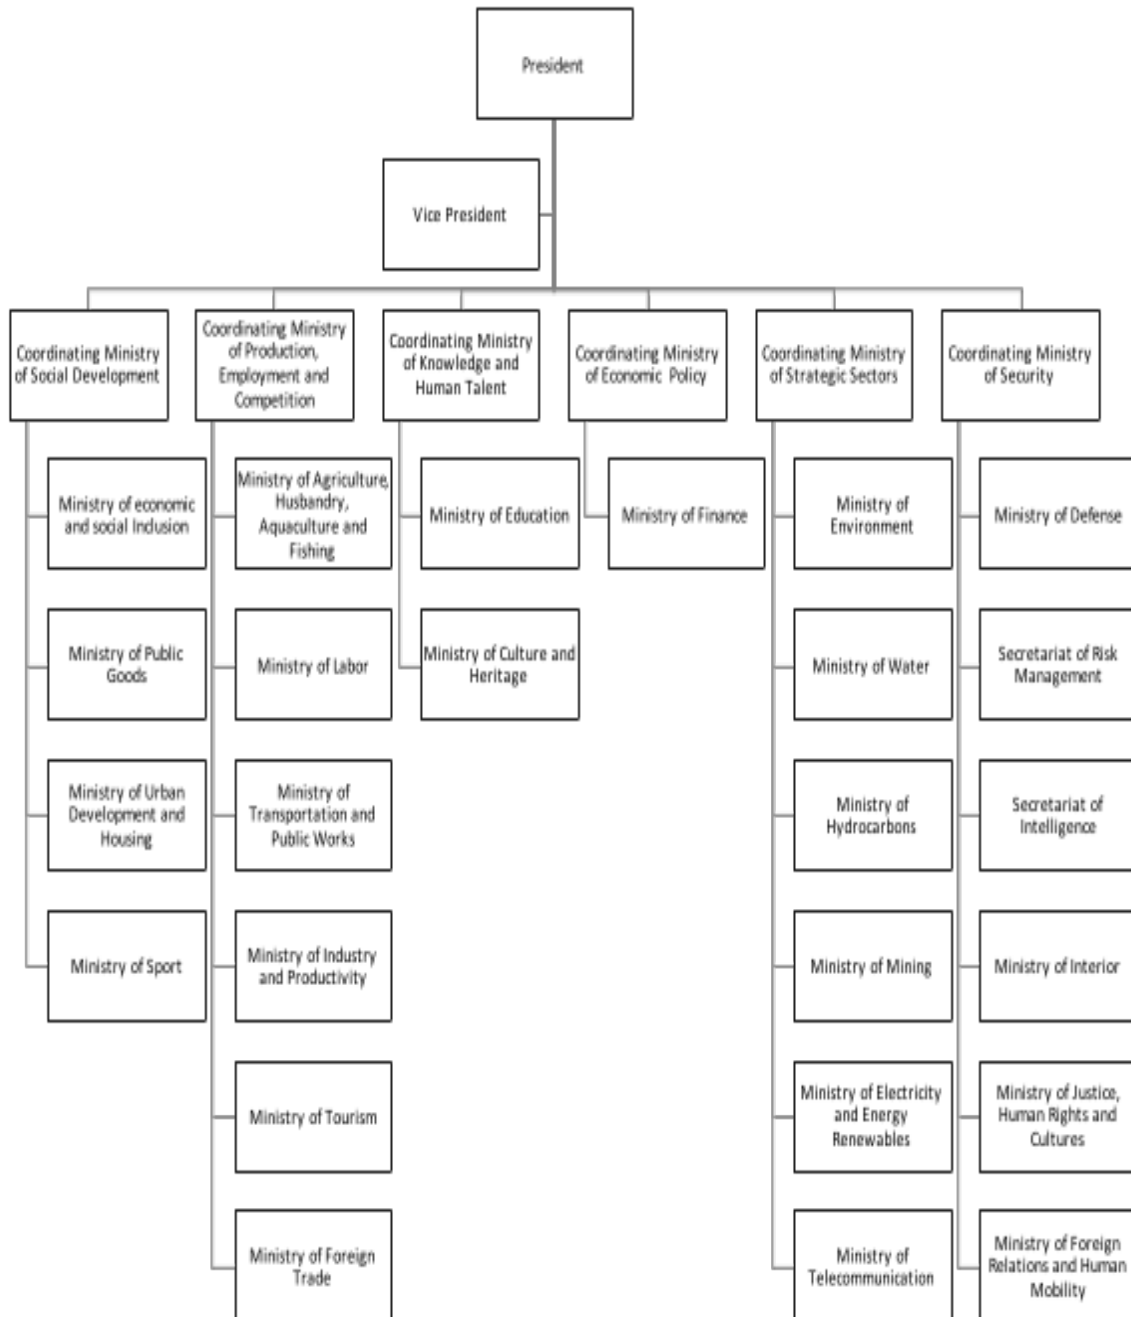 President
Vice President
Coordinating Ministry
of Social Development
Coordinating Ministry
of Production,
Employment and
Competition
Coordinating Ministry
of Knowledge and
Human Talent
Coordinating Ministry
of Economic Policy
Coordinating Ministry
of Strategic Sectors
Coordinating Ministry
of Security
Ministry of economic
and social Inclusion
Ministry of Public
Goods
Ministry of Urban
Development and
Housing
Ministry of Sport
Ministry of Agriculture,
Husbandry,
Aquaculture and
Fishing
Ministry of Labor
Ministry of
Transportation and
Public Works
Ministry of Industry
and Productivity
Ministry of Tourism
Ministry of Foreign
Trade
Ministry of Education
Ministry of Culture and
Heritage
Ministry of Finance
Ministry of
Environment
Ministry of Water
Ministry of
Hydrocarbons
Ministry of Mining
Ministry of Electricity
and Energy
Renewables
Ministry of
Telecommunication
Ministry of Defense
Secretariat of Risk
Management
Secretariat of
Intelligence
Ministry of Interior
Ministry of Justice,
Human Rights and
Cultures
Ministry of Foreign
Relations and Human
Mobility